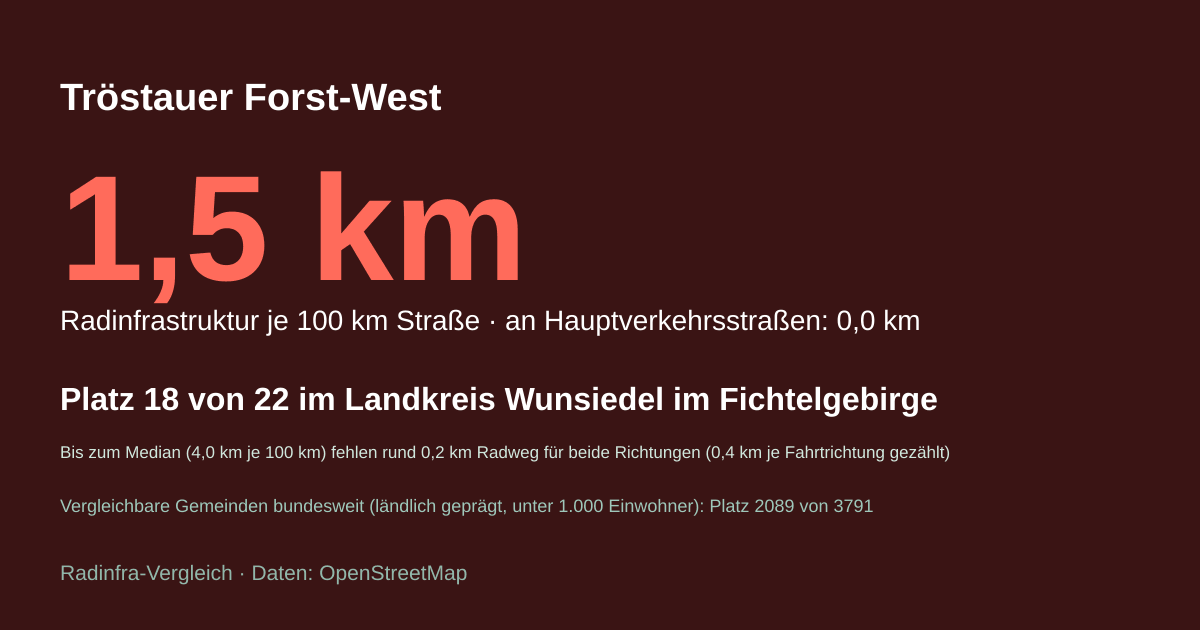 Tröstauer Forst-West
1,5 km
Radinfrastruktur je 100 km Straße · an Hauptverkehrsstraßen: 0,0 km
Platz 18 von 22 im Landkreis Wunsiedel im Fichtelgebirge
Bis zum Median (4,0 km je 100 km) fehlen rund 0,2 km Radweg für beide Richtungen (0,4 km je Fahrtrichtung gezählt)
Vergleichbare Gemeinden bundesweit (ländlich geprägt, unter 1.000 Einwohner): Platz 2089 von 3791
Radinfra-Vergleich · Daten: OpenStreetMap